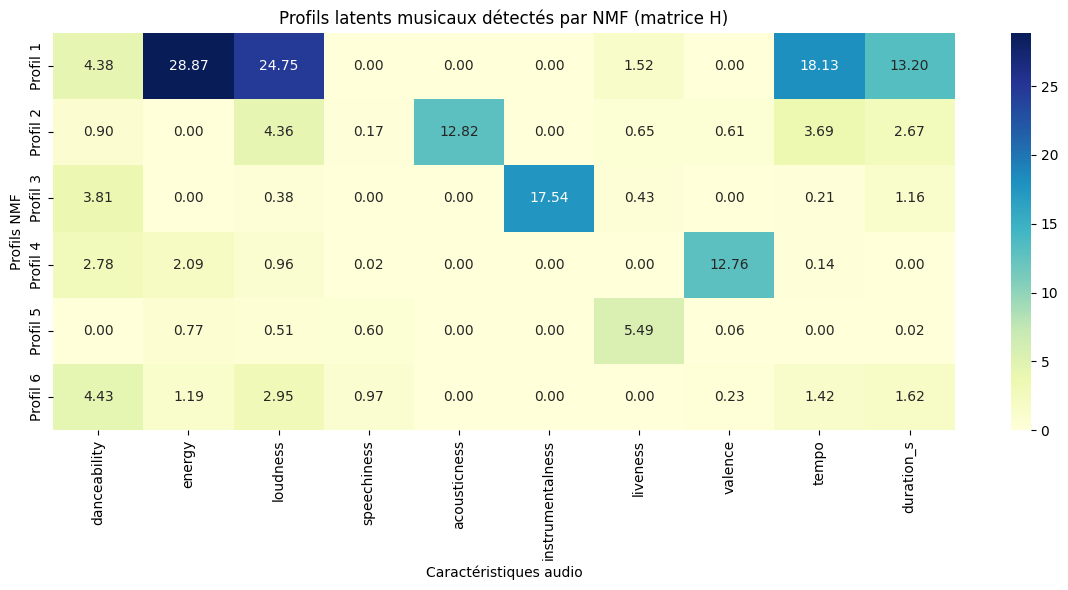 Profils latents musicaux détectés par NMF (matrice H)
Profils NMF
Profil 1 4.38 28.87 24.75 0.00 0.00 0.00 1.52 0.00 18.13 13.20
Profil 2 0.90 0.00 4.36 0.17 12.82 0.00 0.65 0.61 3.69 2.67
Profil 3 3.81 0.00 0.38 0.00 0.00 17.54 0.43 0.00 0.21 1.16
Profil 4 2.78 2.09 0.96 0.02 0.00 0.00 0.00 12.76 0.14 0.00
Profil 5 0.00 0.77 0.51 0.60 0.00 0.00 5.49 0.06 0.00 0.02
Profil 6 4.43 1.19 2.95 0.97 0.00 0.00 0.00 0.23 1.42 1.62
danceability energy loudness speechiness acousticness instrumentalness liveness valence tempo duration_s
Caractéristiques audio
25
20
15
10
5
0